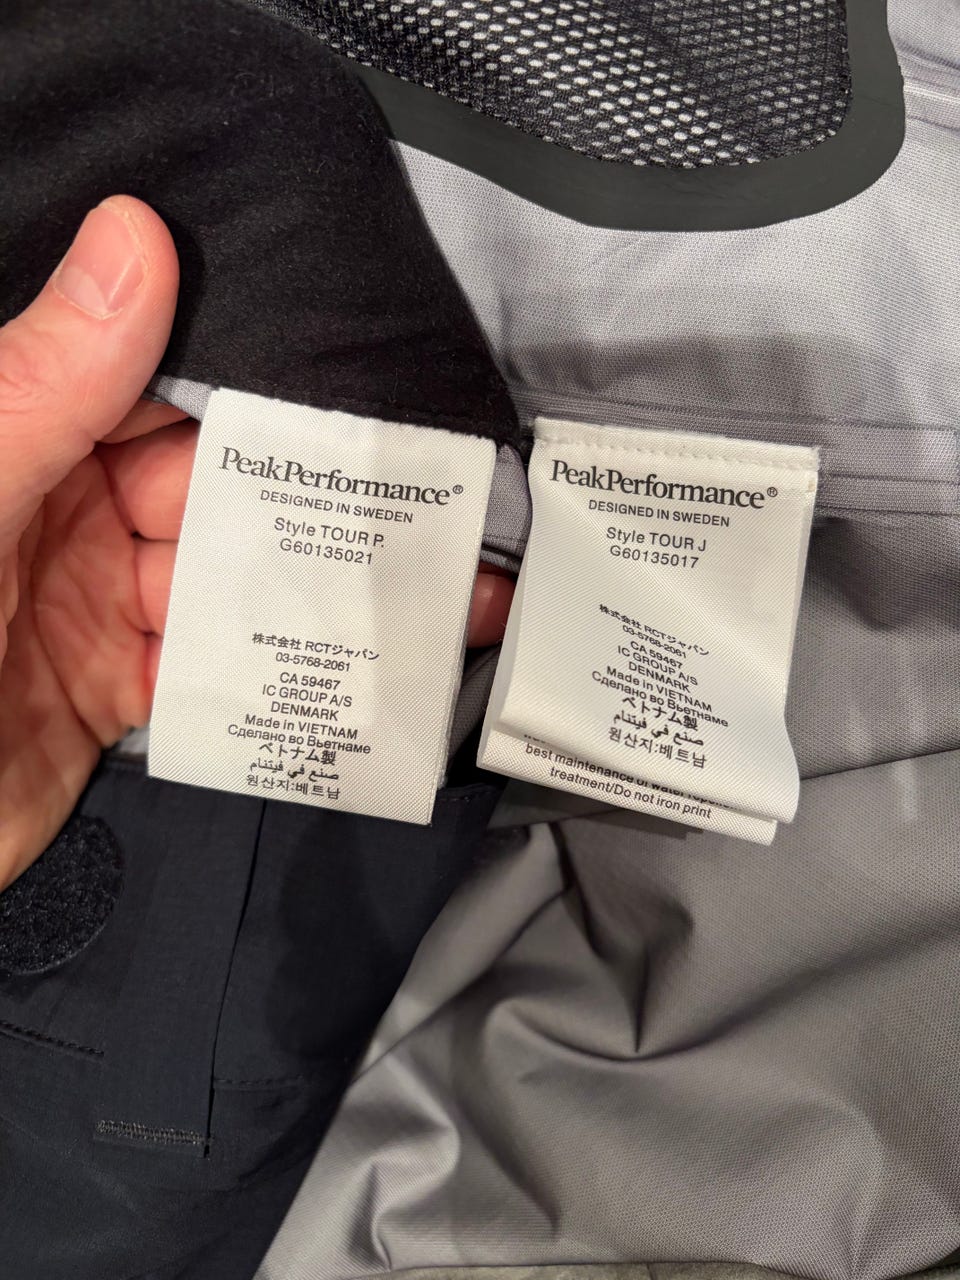 PeakPerformance®
DESIGNED IN SWEDEN
Style TOUR P.
G60135021
株式会社 RCTジャパン
03-5768-2061
CA 59467
IC GROUP A/S
DENMARK
Made in VIETNAM
Сделано во Вьетнаме
ベトナム製
صنع في فيتنام
원산지:베트남
PeakPerformance®
DESIGNED IN SWEDEN
Style TOUR J
G60135017
株式会社 RCTジャパン
03-5768-2061
CA 59467
IC GROUP A/S
DENMARK
Made in VIETNAM
Сделано во Вьетнаме
ベトナム製
صنع في فيتنام
원산지:베트남
best maintenance of water
treatment/Do not iron print